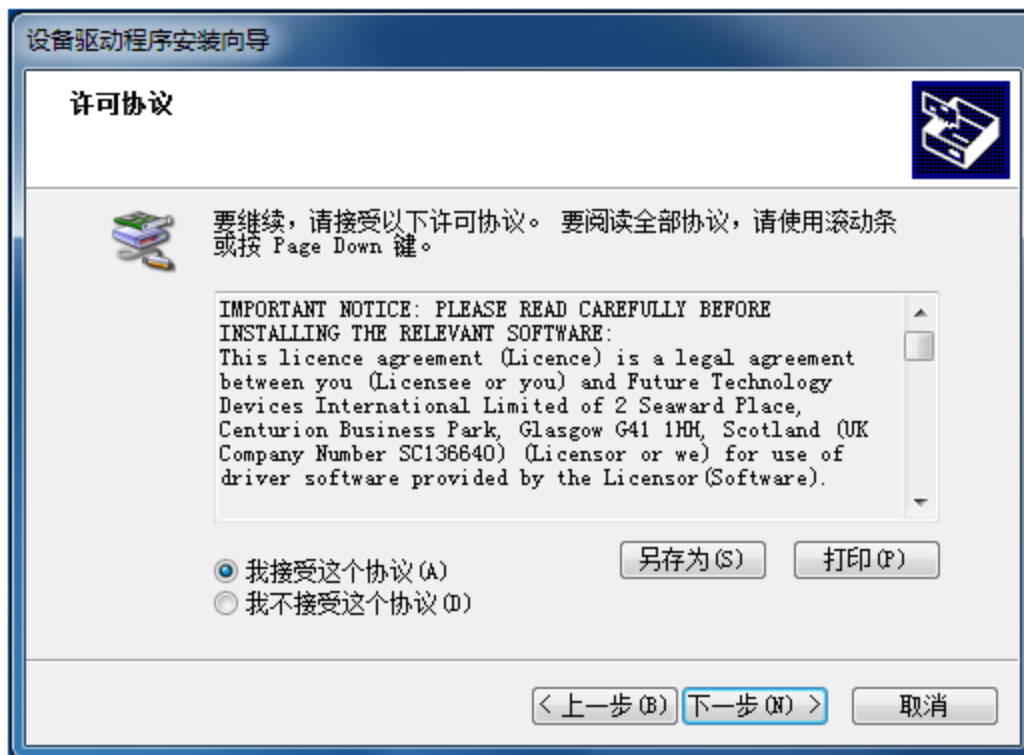 设备驱动程序安装向导
许可协议
要继续，请接受以下许可协议。 要阅读全部协议，请使用滚动条
或按 Page Down 键。
IMPORTANT NOTICE: PLEASE READ CAREFULLY BEFORE
INSTALLING THE RELEVANT SOFTWARE:
This licence agreement (Licence) is a legal agreement
between you (Licensee or you) and Future Technology
Devices International Limited of 2 Seaward Place,
Centurion Business Park, Glasgow G41 1HH, Scotland (UK
Company Number SC136640) (Licensor or we) for use of
driver software provided by the Licensor(Software).
我接受这个协议(A)
另存为(S)
打印(P)
我不接受这个协议(D)
< 上一步(B)
下一步(N) >
取消